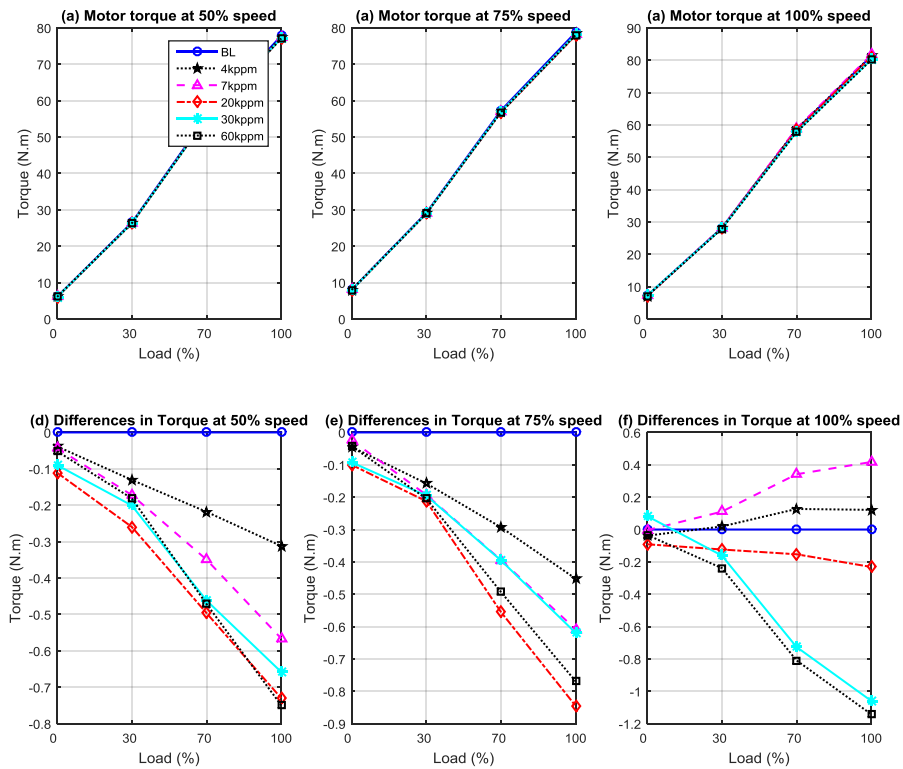 (a) Motor torque at 50% speed
80
70
60
50
40
30
20
10
0
Torque (N.m)
0 30 70 100
Load (%)
BL
4kppm
7kppm
20kppm
30kppm
60kppm
(a) Motor torque at 75% speed
80
70
60
50
40
30
20
10
0
Torque (N.m)
0 30 70 100
Load (%)
(a) Motor torque at 100% speed
90
80
70
60
50
40
30
20
10
0
Torque (N.m)
0 30 70 100
Load (%)
(d) Differences in Torque at 50% speed
0
-0.1
-0.2
-0.3
-0.4
-0.5
-0.6
-0.7
-0.8
Torque (N.m)
0 30 70 100
Load (%)
(e) Differences in Torque at 75% speed
0
-0.1
-0.2
-0.3
-0.4
-0.5
-0.6
-0.7
-0.8
-0.9
Torque (N.m)
0 30 70 100
Load (%)
(f) Differences in Torque at 100% speed
0.6
0.4
0.2
0
-0.2
-0.4
-0.6
-0.8
-1
-1.2
Torque (N.m)
0 30 70 100
Load (%)